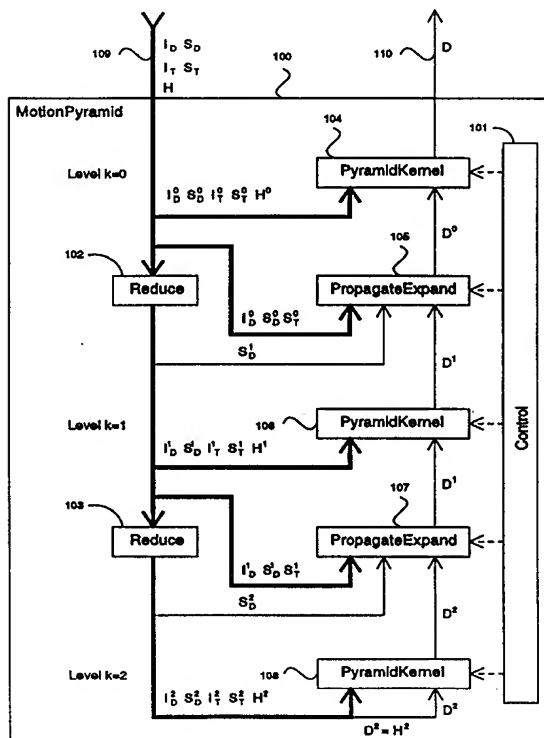 109
I_D S_D
I_T S_T
H
100
110
D
MotionPyramid
101
104
Level k=0
PyramidKernel
I_D^0 S_D^0 I_T^0 S_T^0 H^0
D^0
102
105
Reduce
PropagateExpand
I_D^0 S_D^0 S_T^0
S_D^1
D^1
Control
Level k=1
106
PyramidKernel
I_D^1 S_D^1 I_T^1 S_T^1 H^1
D^1
103
107
Reduce
PropagateExpand
I_D^1 S_D^1 S_T^1
S_D^2
D^2
Level k=2
108
PyramidKernel
I_D^2 S_D^2 I_T^2 S_T^2 H^2
D^2
D^2 = H^2